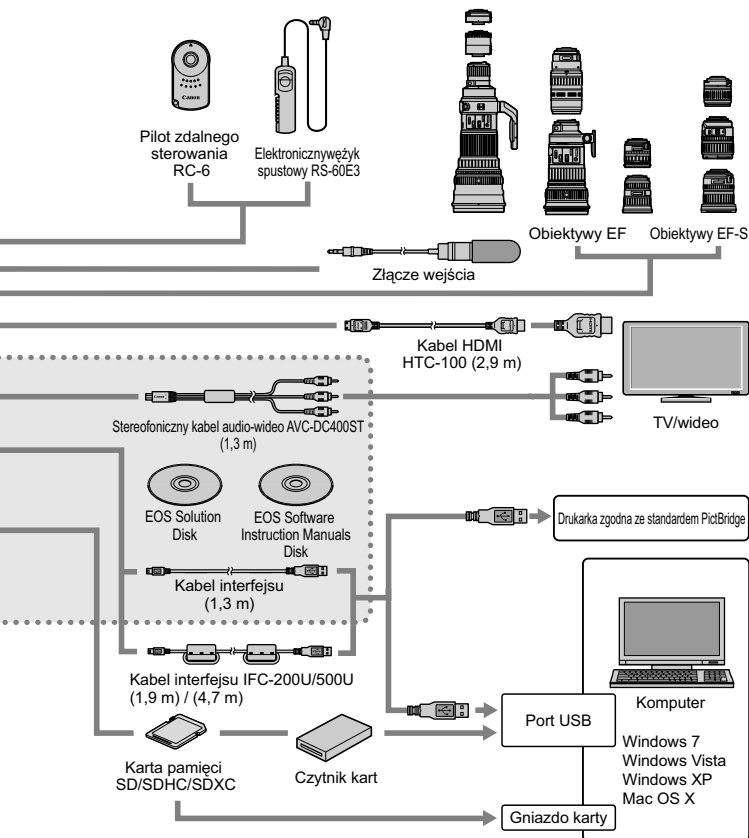 Canon
Pilot zdalnego
sterowania
RC-6
Elektronicznywężyk
spustowy RS-60E3
Obiektywy EF
Obiektywy EF-S
Złącze wejścia
Kabel HDMI
HTC-100 (2,9 m)
HDMI
TV/wideo
Canon
Stereofoniczny kabel audio-wideo AVC-DC400ST
(1,3 m)
EOS Solution
Disk
EOS Software
Instruction Manuals
Disk
Drukarka zgodna ze standardem PictBridge
Kabel interfejsu
(1,3 m)
Kabel interfejsu IFC-200U/500U
(1,9 m) / (4,7 m)
Komputer
Port USB
Windows 7
Windows Vista
Windows XP
Mac OS X
Karta pamięci
SD/SDHC/SDXC
Czytnik kart
Gniazdo karty